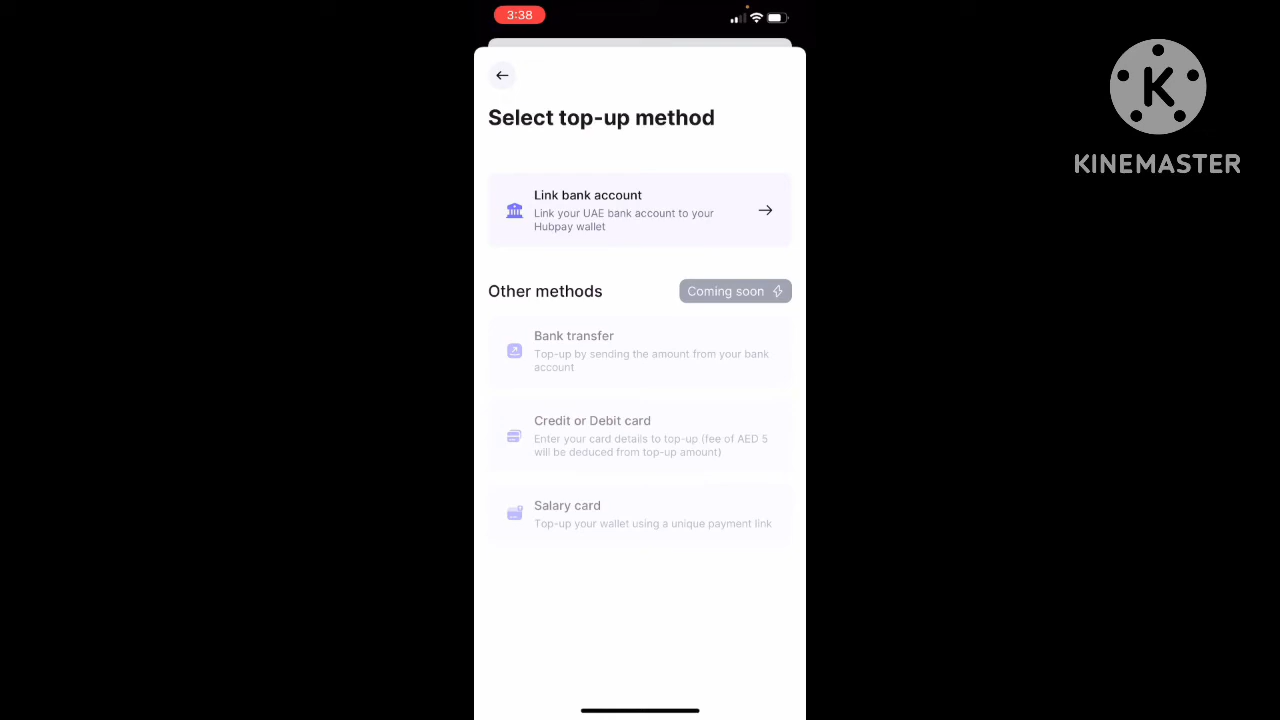 3:38
Select top-up method
Link bank account
Link your UAE bank account to your
Hubpay wallet
Other methods
Coming soon
Bank transfer
Top-up by sending the amount from your bank
account
Credit or Debit card
Enter your card details to top-up (fee of AED 5
will be deduced from top-up amount)
Salary card
Top-up your wallet using a unique payment link
K
KINEMASTER